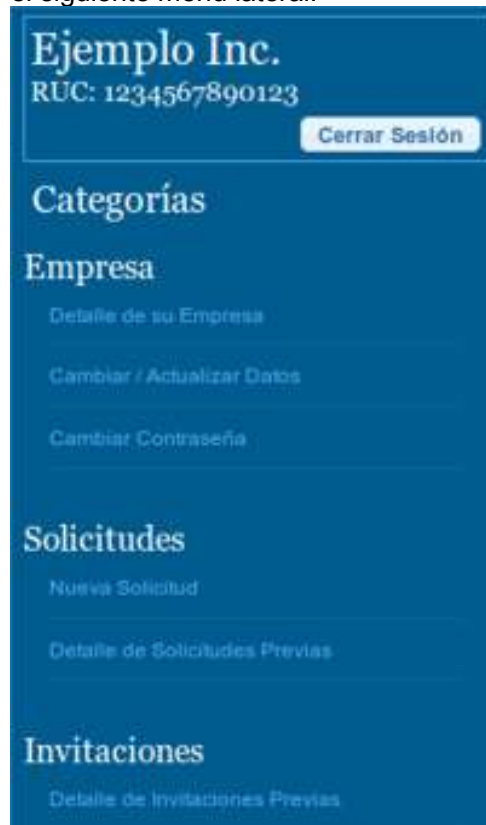 el siguiente menú lateral.
Ejemplo Inc.
RUC: 1234567890123
Cerrar Sesión
Categorías
Empresa
Detalle de su Empresa
Cambiar / Actualizar Datos
Cambiar Contraseña
Solicitudes
Nueva Solicitud
Detalle de Solicitudes Previas
Invitaciones
Detalle de Invitaciones Previas